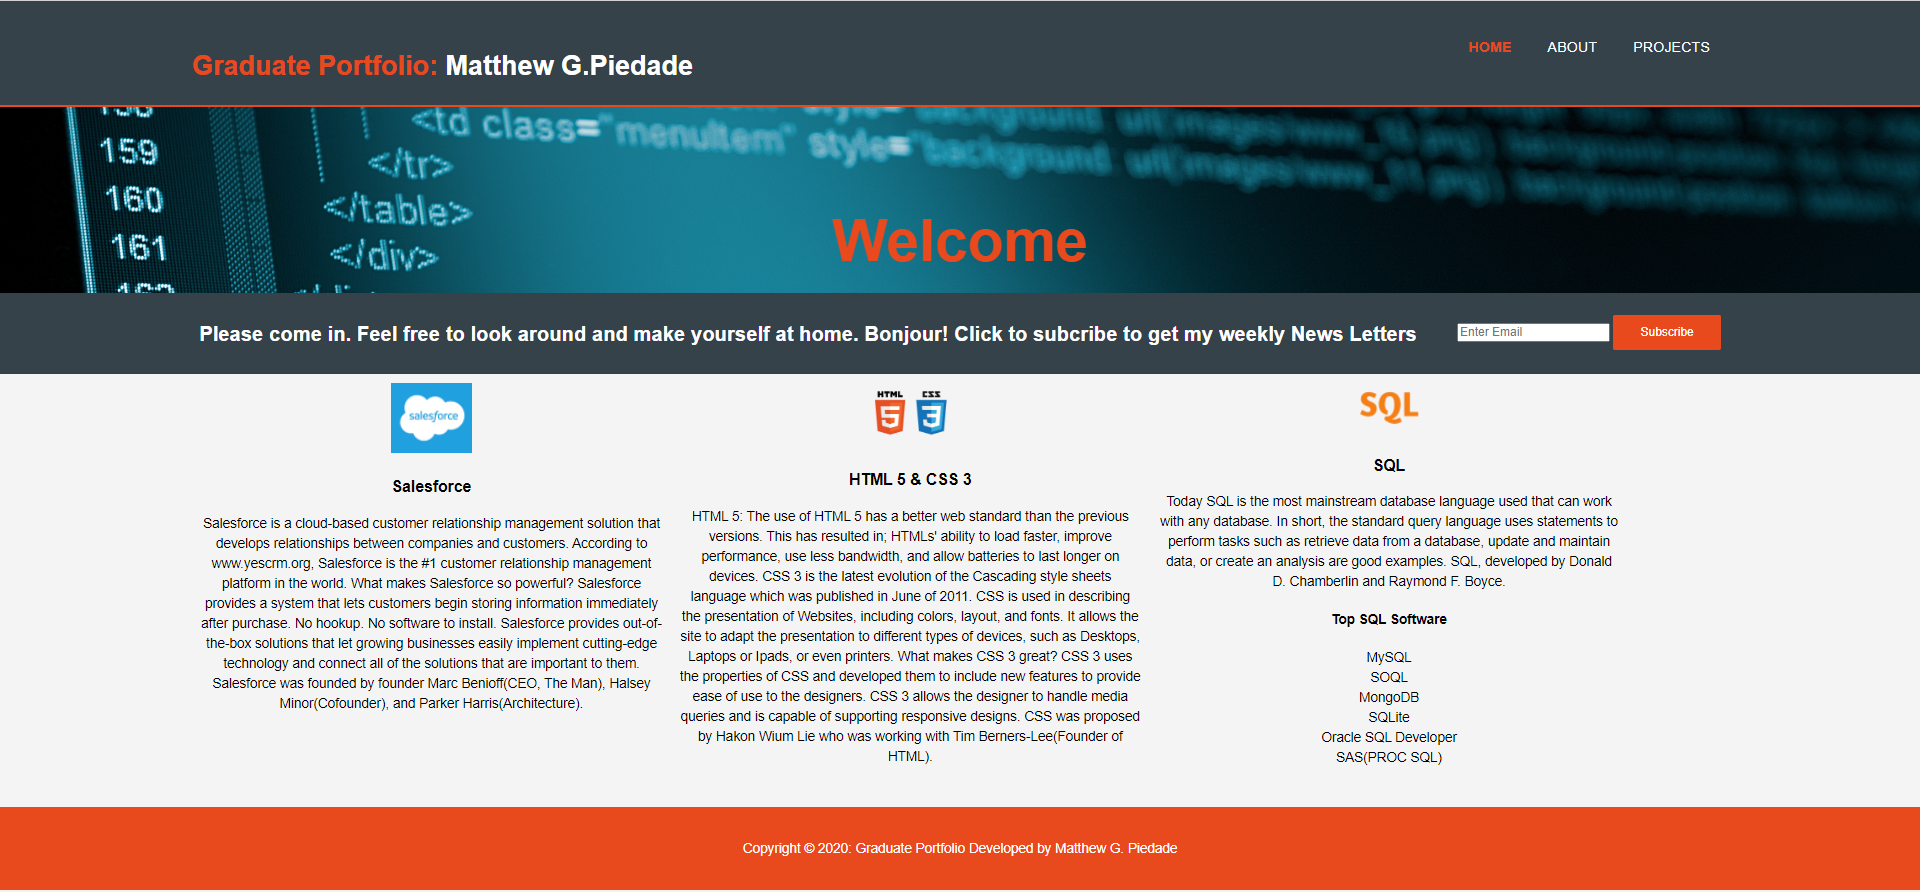 Graduate Portfolio: Matthew G.Piedade
HOME
ABOUT
PROJECTS
159
160
161
<td class="menuItem" style="background: url(images/
</tr>
</table>
</div>
Welcome
Please come in. Feel free to look around and make yourself at home. Bonjour! Click to subcribe to get my weekly News Letters
Enter Email
Subscribe
salesforce
Salesforce
Salesforce is a cloud-based customer relationship management solution that
develops relationships between companies and customers. According to
www.yescrm.org, Salesforce is the #1 customer relationship management
platform in the world. What makes Salesforce so powerful? Salesforce
provides a system that lets customers begin storing information immediately
after purchase. No hookup. No software to install. Salesforce provides out-of-
the-box solutions that let growing businesses easily implement cutting-edge
technology and connect all of the solutions that are important to them.
Salesforce was founded by founder Marc Benioff(CEO, The Man), Halsey
Minor(Cofounder), and Parker Harris(Architecture).
HTML CSS
5 3
HTML 5 & CSS 3
HTML 5: The use of HTML 5 has a better web standard than the previous
versions. This has resulted in; HTMLs' ability to load faster, improve
performance, use less bandwidth, and allow batteries to last longer on
devices. CSS 3 is the latest evolution of the Cascading style sheets
language which was published in June of 2011. CSS is used in describing
the presentation of Websites, including colors, layout, and fonts. It allows the
site to adapt the presentation to different types of devices, such as Desktops,
Laptops or Ipads, or even printers. What makes CSS 3 great? CSS 3 uses
the properties of CSS and developed them to include new features to provide
ease of use to the designers. CSS 3 allows the designer to handle media
queries and is capable of supporting responsive designs. CSS was proposed
by Hakon Wium Lie who was working with Tim Berners-Lee(Founder of
HTML).
SQL
SQL
Today SQL is the most mainstream database language used that can work
with any database. In short, the standard query language uses statements to
perform tasks such as retrieve data from a database, update and maintain
data, or create an analysis are good examples. SQL, developed by Donald
D. Chamberlin and Raymond F. Boyce.
Top SQL Software
MySQL
SOQL
MongoDB
SQLite
Oracle SQL Developer
SAS(PROC SQL)
Copyright © 2020: Graduate Portfolio Developed by Matthew G. Piedade